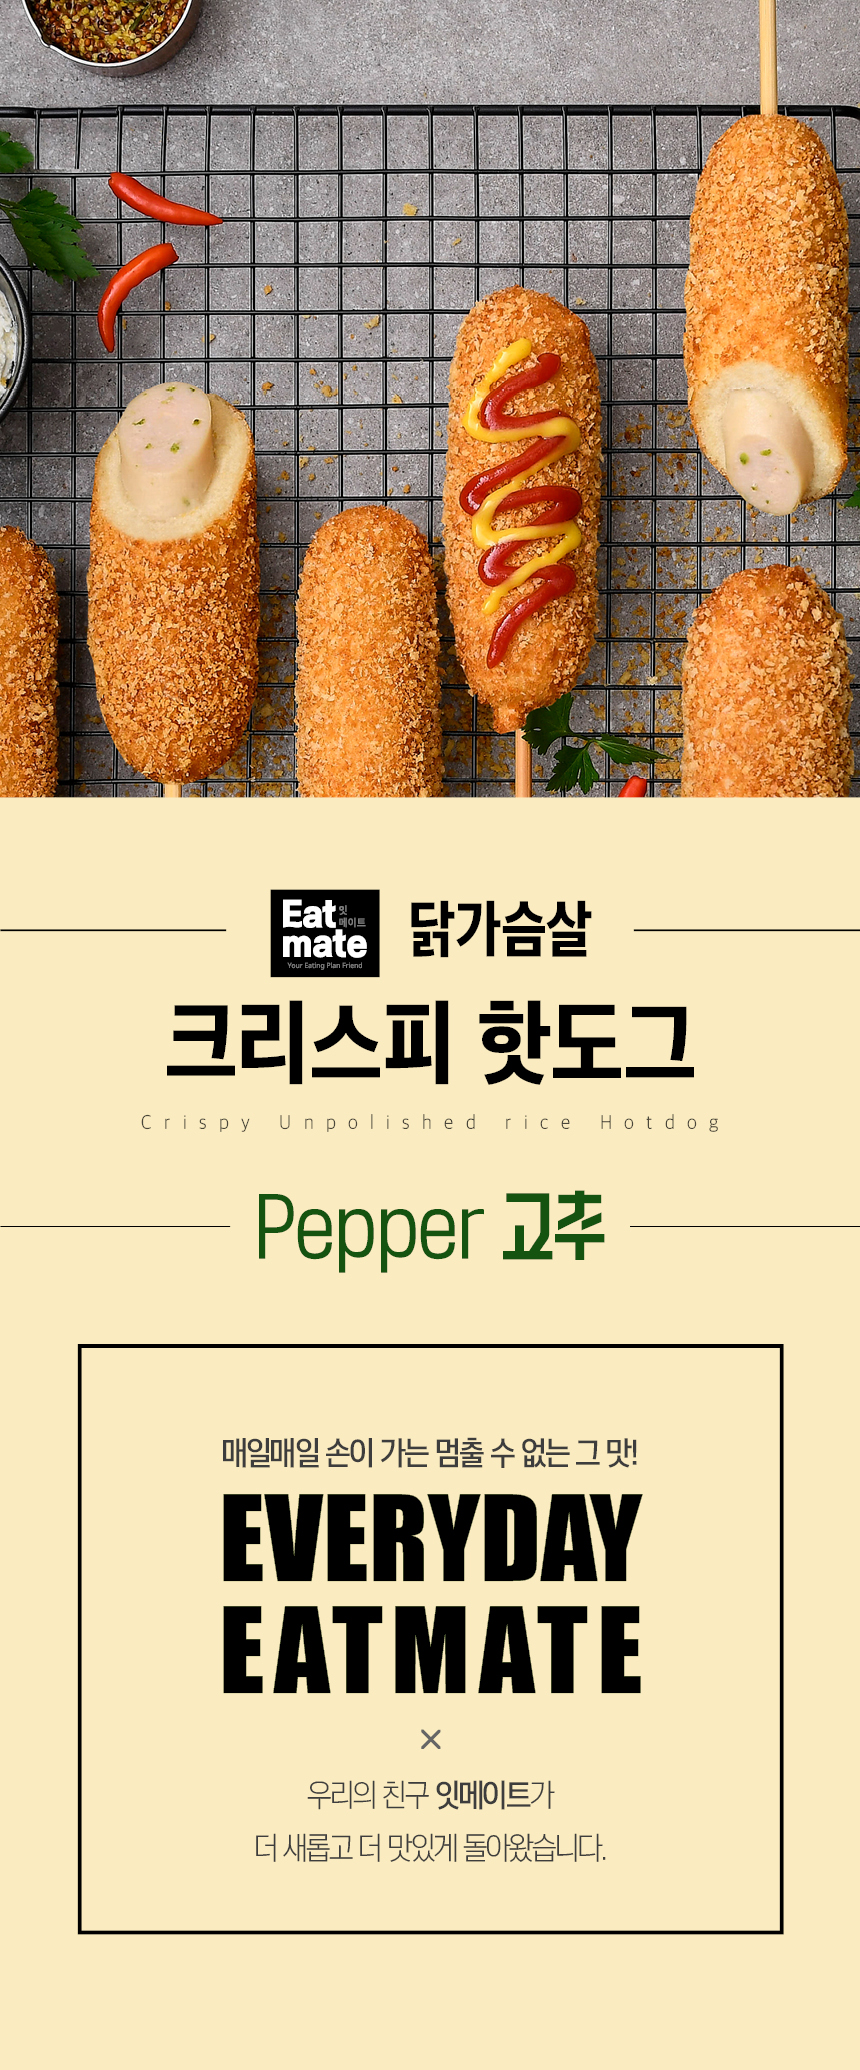 Eat 잇
mate 메이트
Your Eating Plan Friend
닭가슴살
크리스피 핫도그
Crispy Unpolished rice Hotdog
Pepper 고추
매일매일 손이 가는 멈출 수 없는 그 맛!
EVERYDAY
EATMATE
×
우리의 친구 잇메이트가
더 새롭고 더 맛있게 돌아왔습니다.